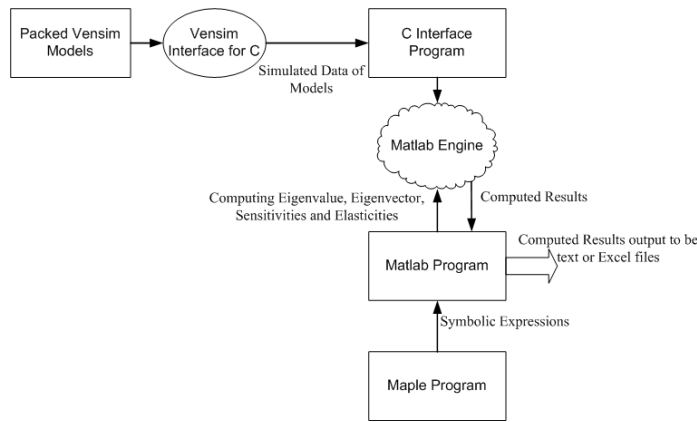 Packed Vensim
Models
Vensim
Interface for C
C Interface
Program
Simulated Data of
Models
Matlab Engine
Computing Eigenvalue, Eigenvector,
Sensitivities and Elasticities
Computed Results
Matlab Program
Computed Results output to be
text or Excel files
Symbolic Expressions
Maple Program